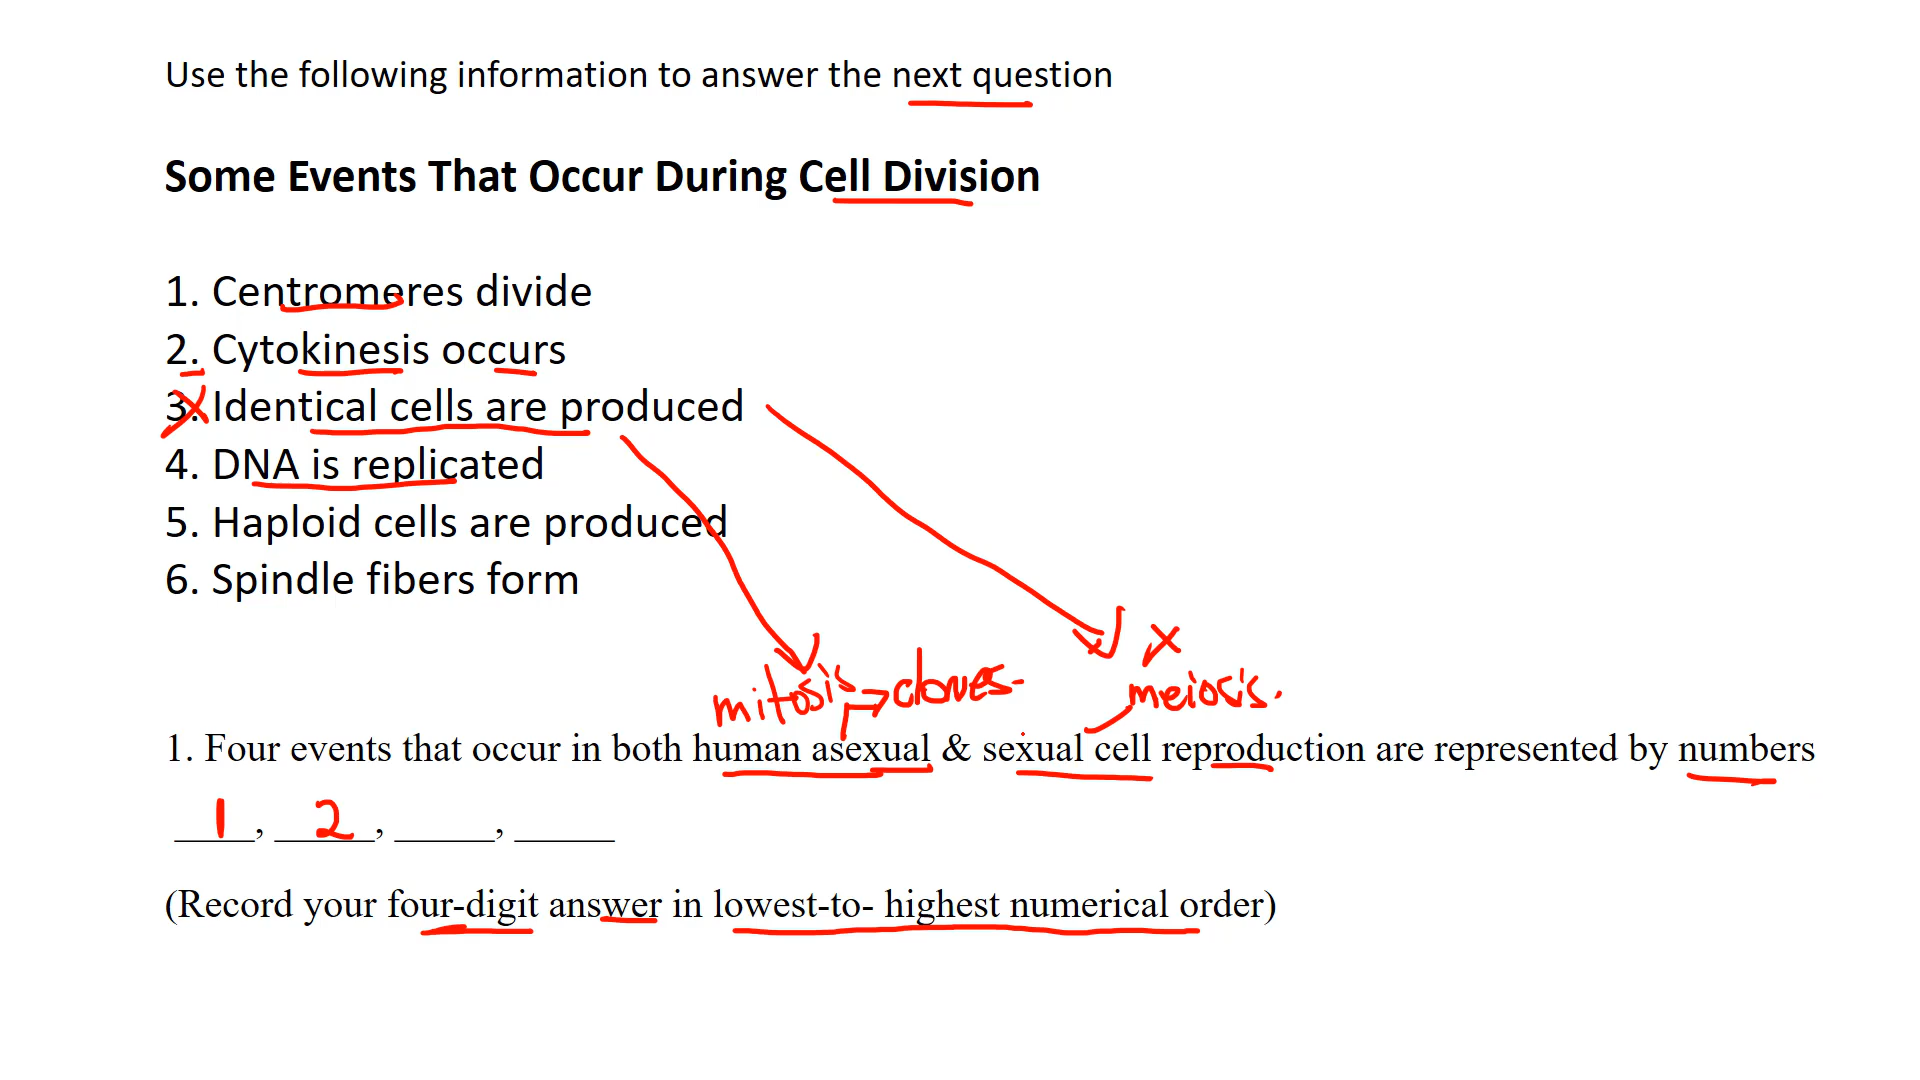 Use the following information to answer the next question
Some Events That Occur During Cell Division
1. Centromeres divide
2. Cytokinesis occurs
3. Identical cells are produced
4. DNA is replicated
5. Haploid cells are produced
6. Spindle fibers form
mitosis → clones. meiosis.
1. Four events that occur in both human asexual & sexual cell reproduction are represented by numbers
1, 2, _____, _____
(Record your four-digit answer in lowest-to- highest numerical order)